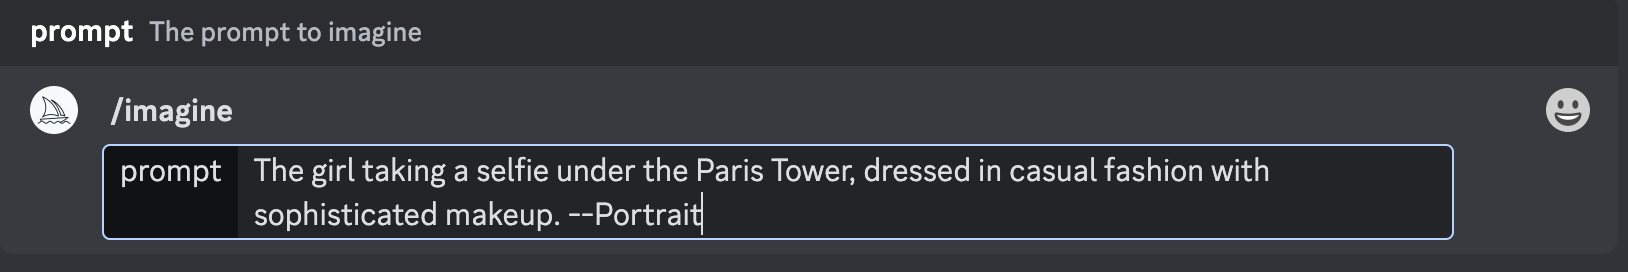 prompt The prompt to imagine
/imagine
prompt The girl taking a selfie under the Paris Tower, dressed in casual fashion with
sophisticated makeup. --Portrait